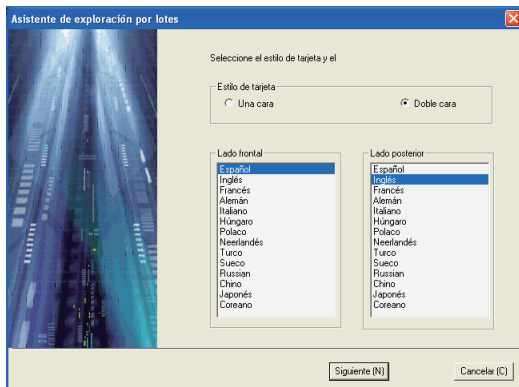 Asistente de exploración por lotes
Seleccione el estilo de tarjeta y el
Estilo de tarjeta
Una cara
Doble cara
Lado frontal
Español
Inglés
Francés
Alemán
Italiano
Húngaro
Polaco
Neerlandés
Turco
Sueco
Russian
Chino
Japonés
Coreano
Lado posterior
Español
Inglés
Francés
Alemán
Italiano
Húngaro
Polaco
Neerlandés
Turco
Sueco
Russian
Chino
Japonés
Coreano
Siguiente (N)
Cancelar (C)